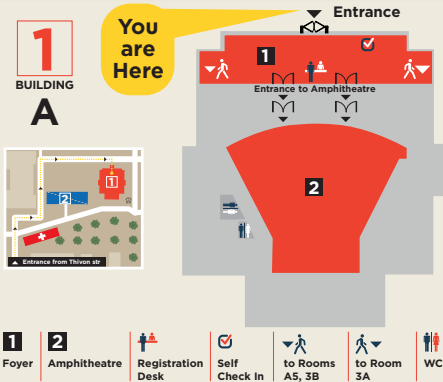 You
are
Here
Entrance
1
BUILDING
A
1
Entrance to Amphitheatre
2
1
2
Entrance from Thivon str
1
Foyer
2
Amphitheatre
Registration
Desk
Self
Check In
to Rooms
A5, 3B
to Room
3A
WC